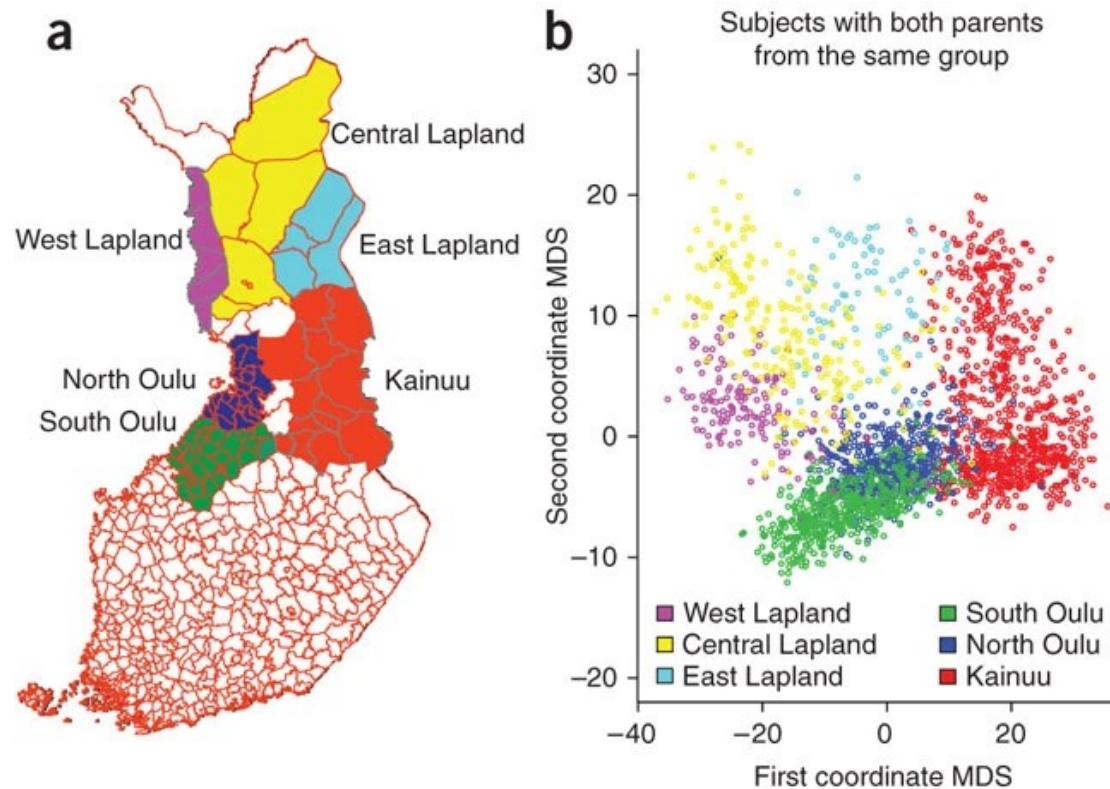 a
Central Lapland
West Lapland
East Lapland
North Oulu
Kainuu
South Oulu
b
Subjects with both parents
from the same group
Second coordinate MDS
30
20
10
0
−10
−20
West Lapland
Central Lapland
East Lapland
South Oulu
North Oulu
Kainuu
−40
−20
0
20
First coordinate MDS